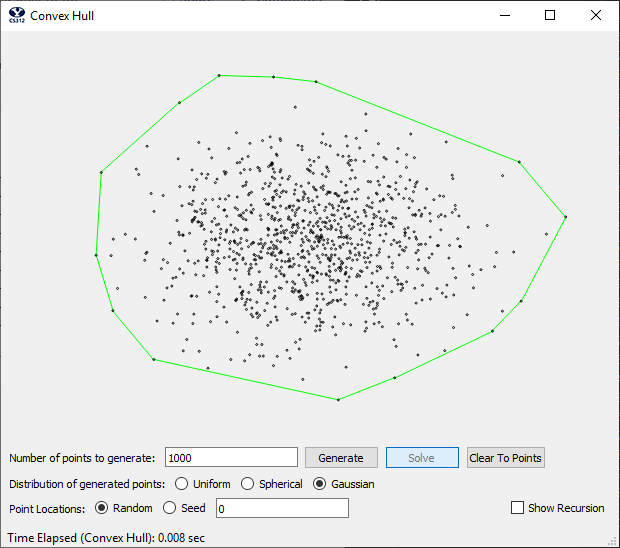 CS312 Convex Hull
Number of points to generate: 1000 Generate Solve Clear To Points
Distribution of generated points: Uniform Spherical Gaussian
Point Locations: Random Seed 0 Show Recursion
Time Elapsed (Convex Hull): 0.008 sec